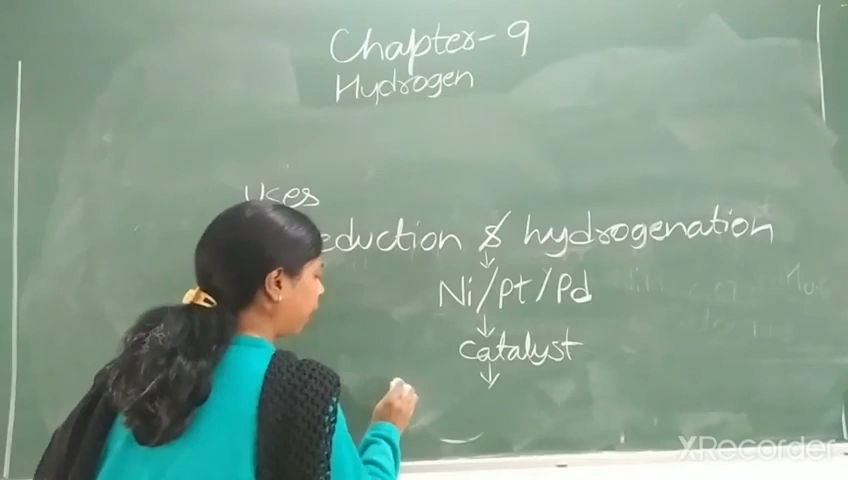 Chapter-9
Hydrogen
Uses
eduction & hydrogenation
↓
Ni/Pt/Pd
↓
catalyst
↓
XRecorder